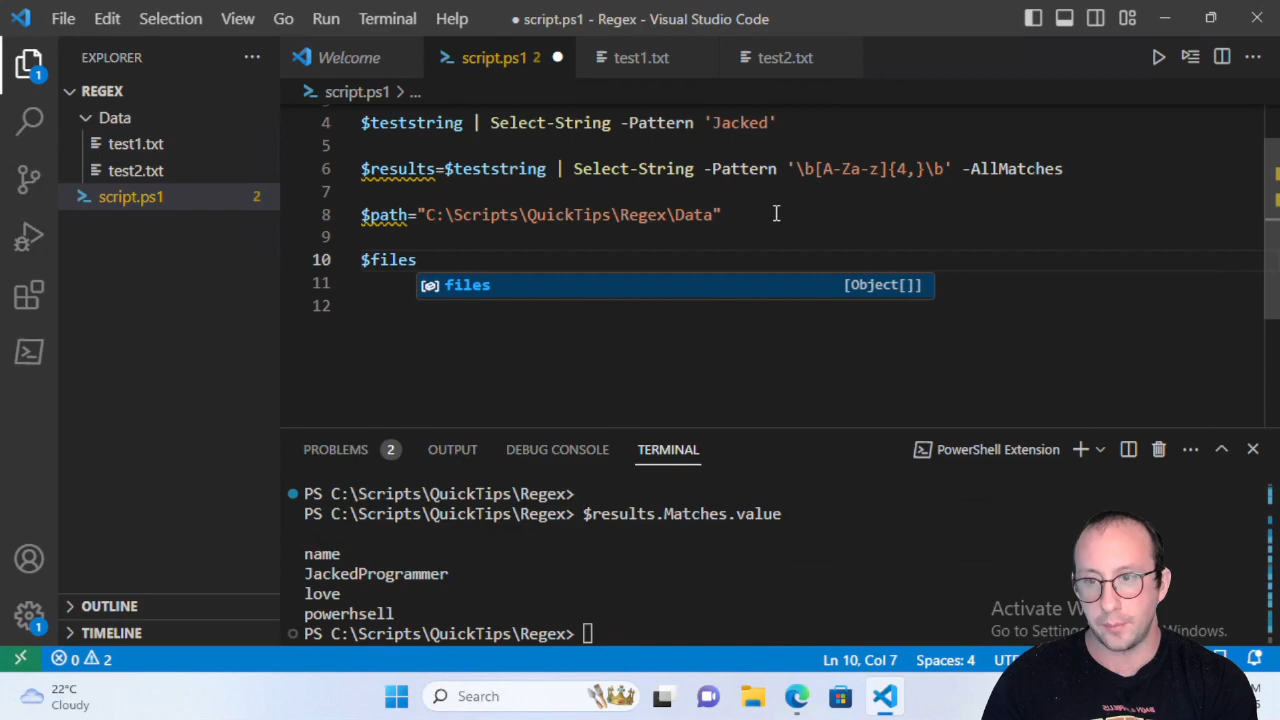 File Edit Selection View Go Run Terminal Help
● script.ps1 - Regex - Visual Studio Code
EXPLORER
Welcome
script.ps1 2
test1.txt
test2.txt
REGEX
script.ps1 > ...
Data
test1.txt
test2.txt
script.ps1 2
4 $teststring | Select-String -Pattern 'Jacked'
5
6 $results=$teststring | Select-String -Pattern '\b[A-Za-z]{4,}\b' -AllMatches
7
8 $path="C:\Scripts\QuickTips\Regex\Data"
9
10 $files
11 files [Object[]]
12
PROBLEMS 2 OUTPUT DEBUG CONSOLE TERMINAL
PowerShell Extension
PS C:\Scripts\QuickTips\Regex>
PS C:\Scripts\QuickTips\Regex> $results.Matches.value
name
JackedProgrammer
love
powerhsell
PS C:\Scripts\QuickTips\Regex>
OUTLINE
TIMELINE
1
1
Activate W
Go to Setting
Windows.
0 2
Ln 10, Col 7 Spaces: 4
22°C
Cloudy
Search